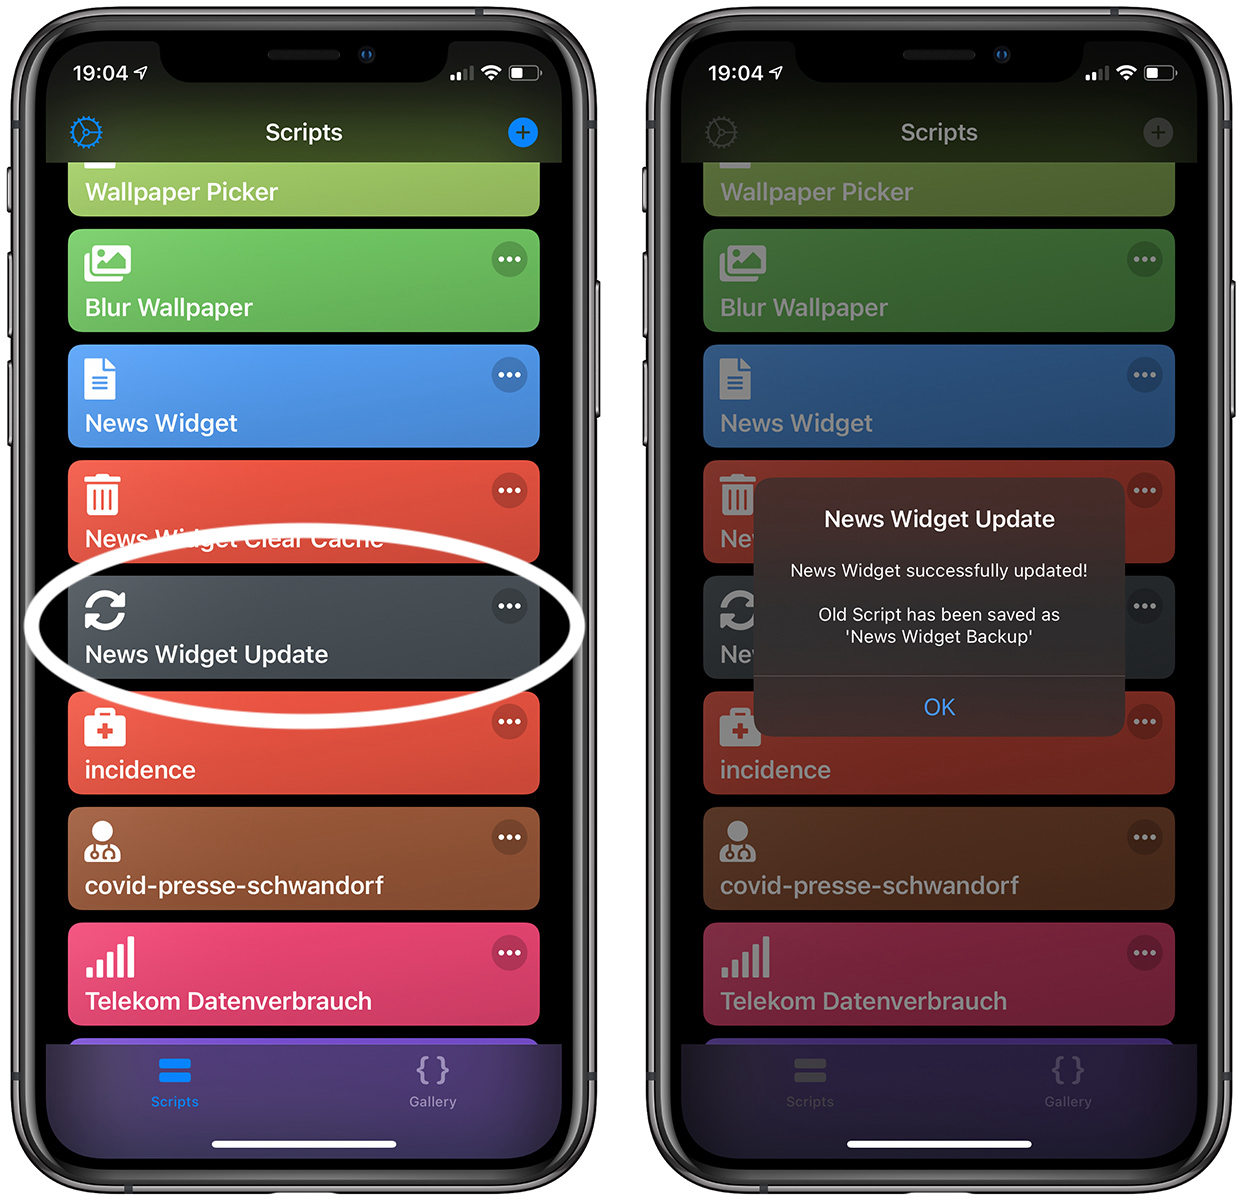 19:04
Scripts
Wallpaper Picker
Blur Wallpaper
News Widget
News Widget Clear Cache
News Widget Update
incidence
covid-presse-schwandorf
Telekom Datenverbrauch
Scripts
Gallery
19:04
Scripts
Wallpaper Picker
Blur Wallpaper
News Widget
Ne
News Widget Update
News Widget successfully updated!
Old Script has been saved as
'News Widget Backup'
Ne
OK
incidence
covid-presse-schwandorf
Telekom Datenverbrauch
Scripts
Gallery